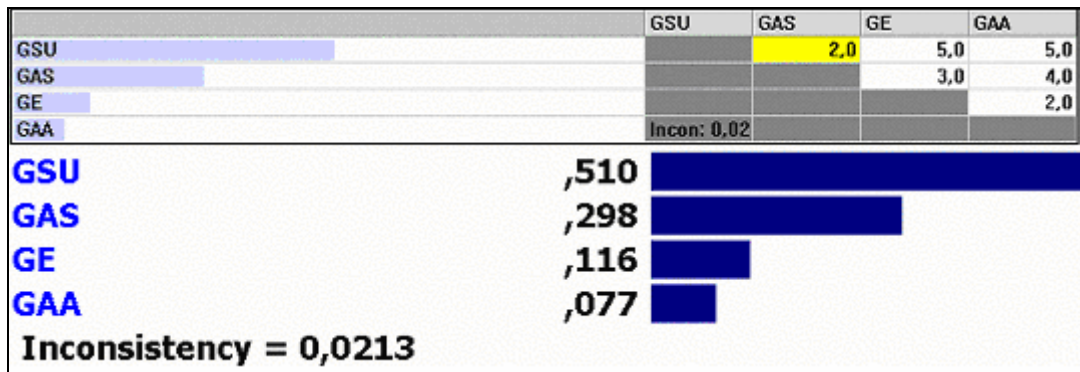 GSU GAS GE GAA
GSU 2,0 5,0 5,0
GAS 3,0 4,0
GE 2,0
GAA Incon: 0,02
GSU ,510
GAS ,298
GE ,116
GAA ,077
Inconsistency = 0,0213